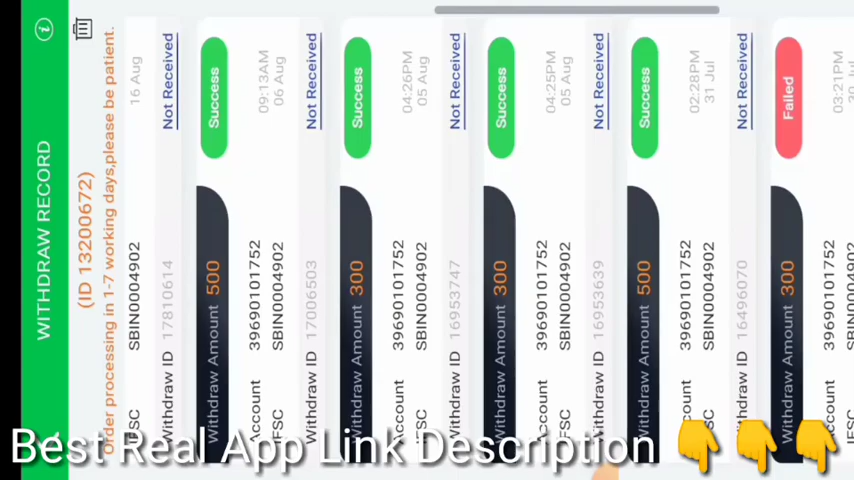 WITHDRAW RECORD
(ID 13200672)
Order processing in 1-7 working days,please be patient.
IFSC SBIN0004902 16 Aug
Withdraw ID 17810614 Not Received
Withdraw Amount 500 Success
Account 39690101752 09:13AM
IFSC SBIN0004902 06 Aug
Withdraw ID 17006503 Not Received
Withdraw Amount 300 Success
Account 39690101752 04:26PM
IFSC SBIN0004902 05 Aug
Withdraw ID 16953747 Not Received
Withdraw Amount 300 Success
Account 39690101752 04:25PM
IFSC SBIN0004902 05 Aug
Withdraw ID 16953639 Not Received
Withdraw Amount 500 Success
Account 39690101752 02:28PM
IFSC SBIN0004902 31 Jul
Withdraw ID 16496070 Not Received
Withdraw Amount 300 Failed
Account 39690101752 03:21PM
Best Real App Link Description 👇👇👇